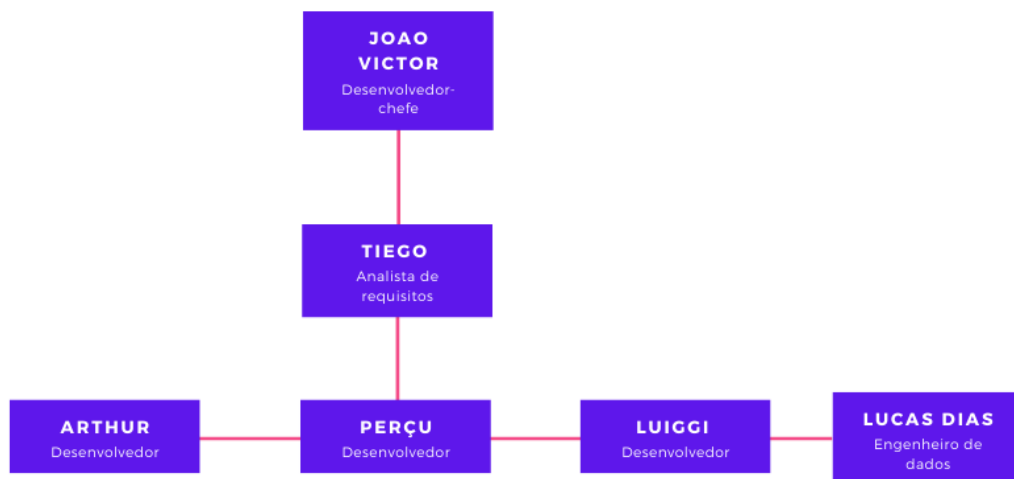 JOAO
VICTOR
Desenvolvedor-
chefe
TIEGO
Analista de
requisitos
ARTHUR
Desenvolvedor
PERÇU
Desenvolvedor
LUIGGI
Desenvolvedor
LUCAS DIAS
Engenheiro de
dados